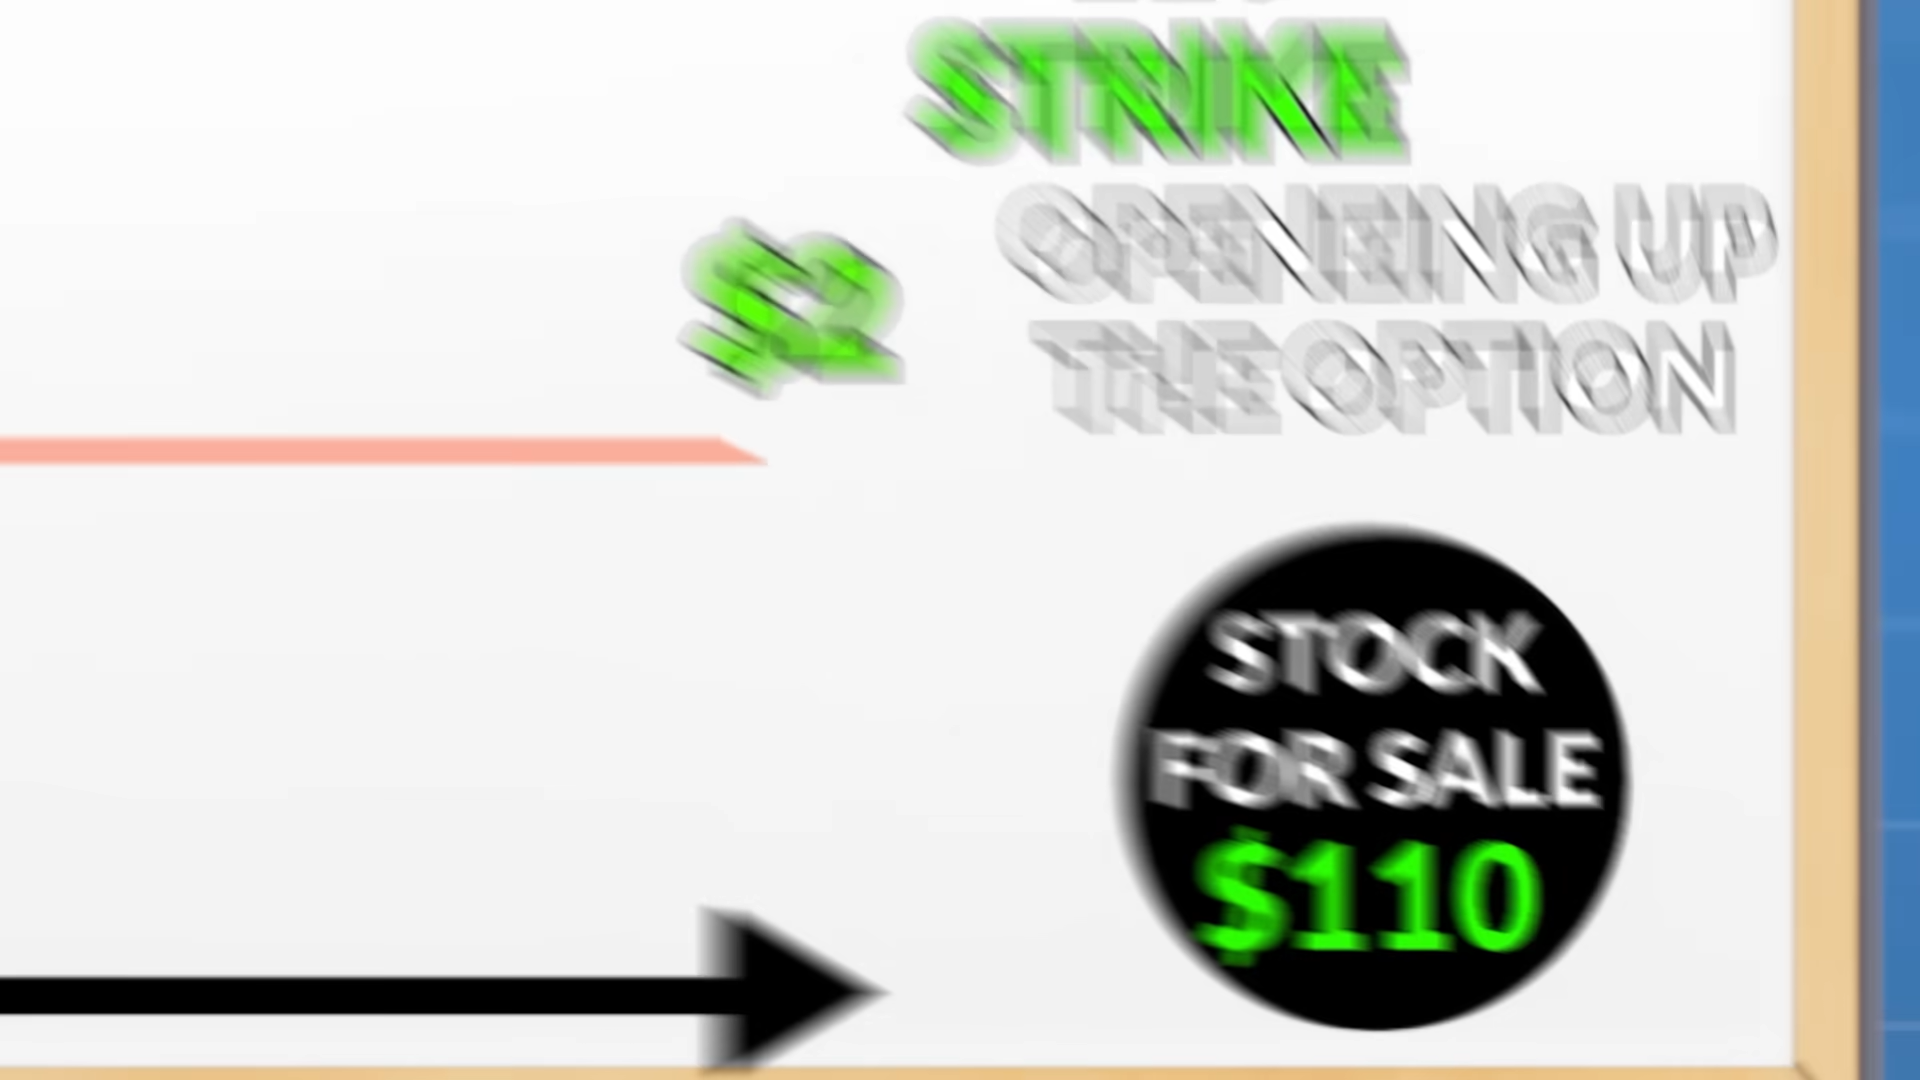 STRIKE
$2
OPENEING UP
THE OPTION
STOCK
FOR SALE
$110